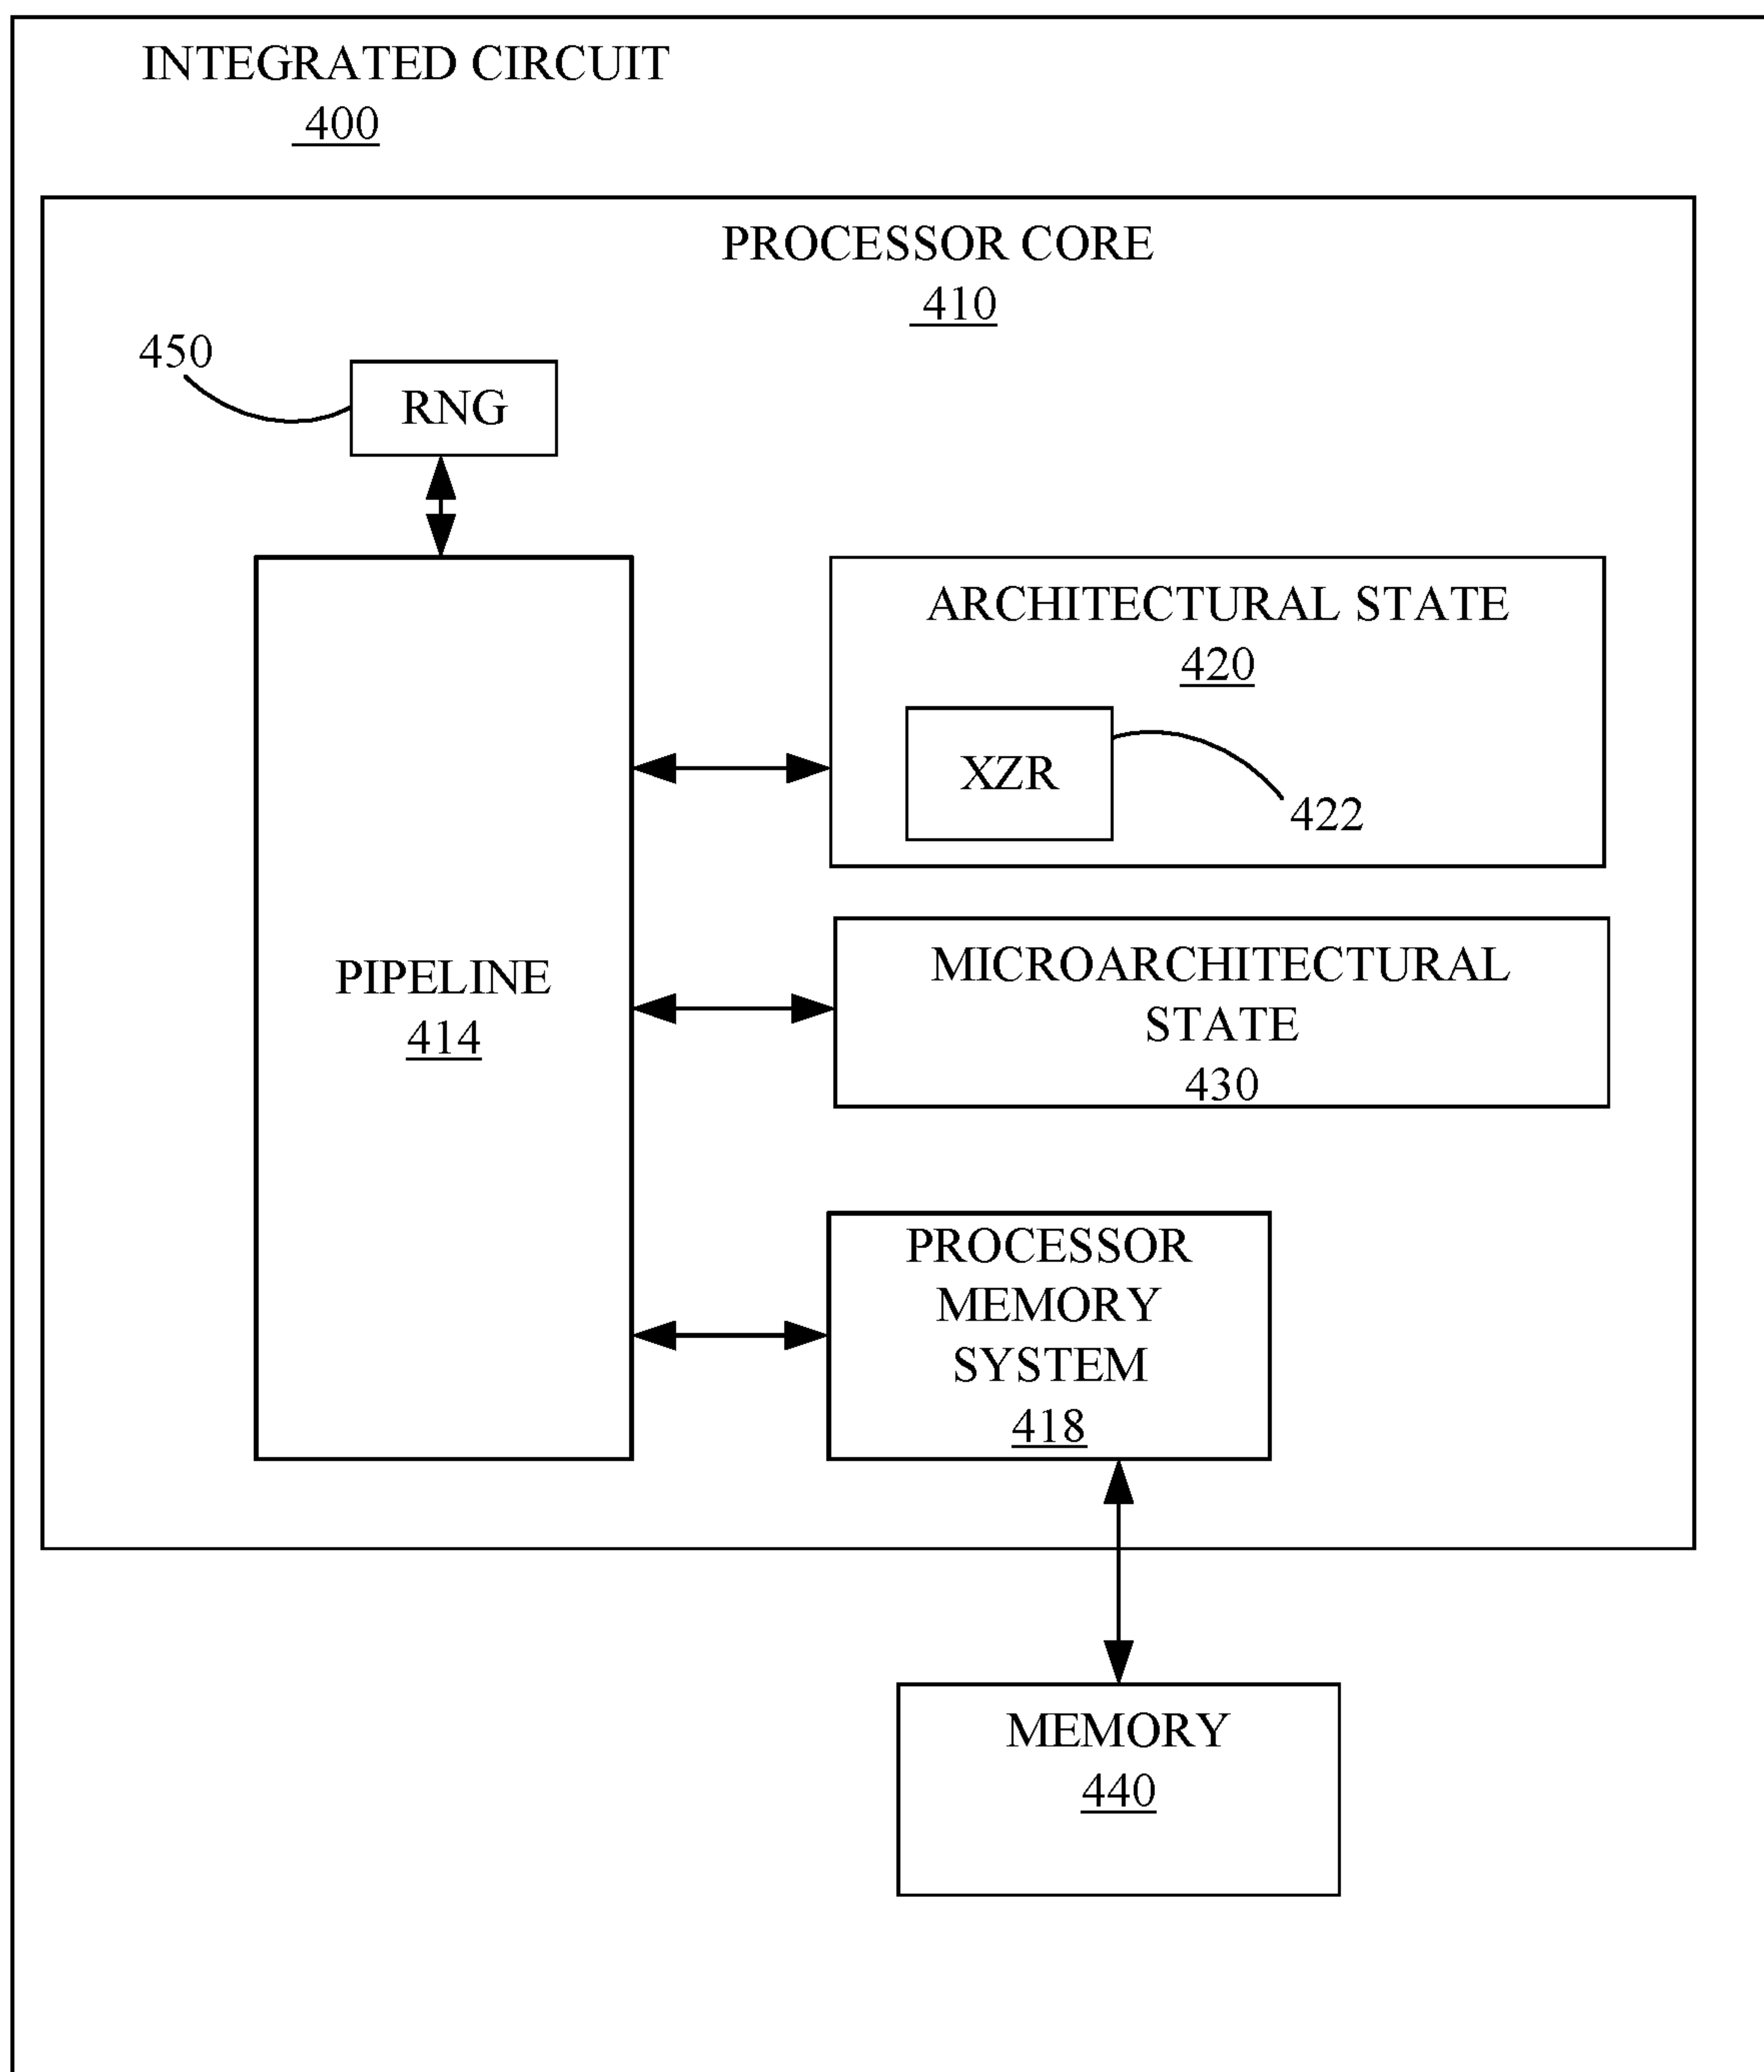 INTEGRATED CIRCUIT
400
PROCESSOR CORE
410
450
RNG
ARCHITECTURAL STATE
420
XZR
422
PIPELINE
414
MICROARCHITECTURAL
STATE
430
PROCESSOR
MEMORY
SYSTEM
418
MEMORY
440